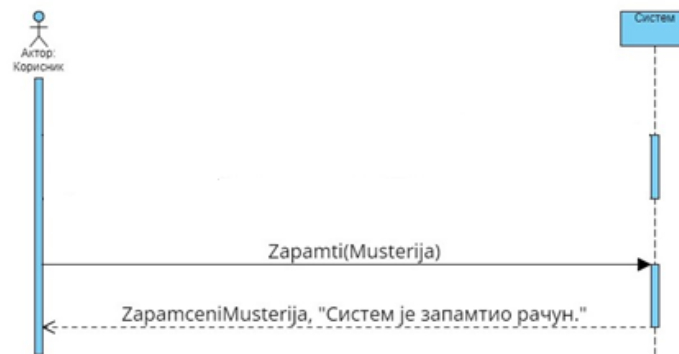 Актор:
Корисник
Систем
Zapamti(Musterija)
ZapamceniMusterija, "Систем је запамтио рачун."